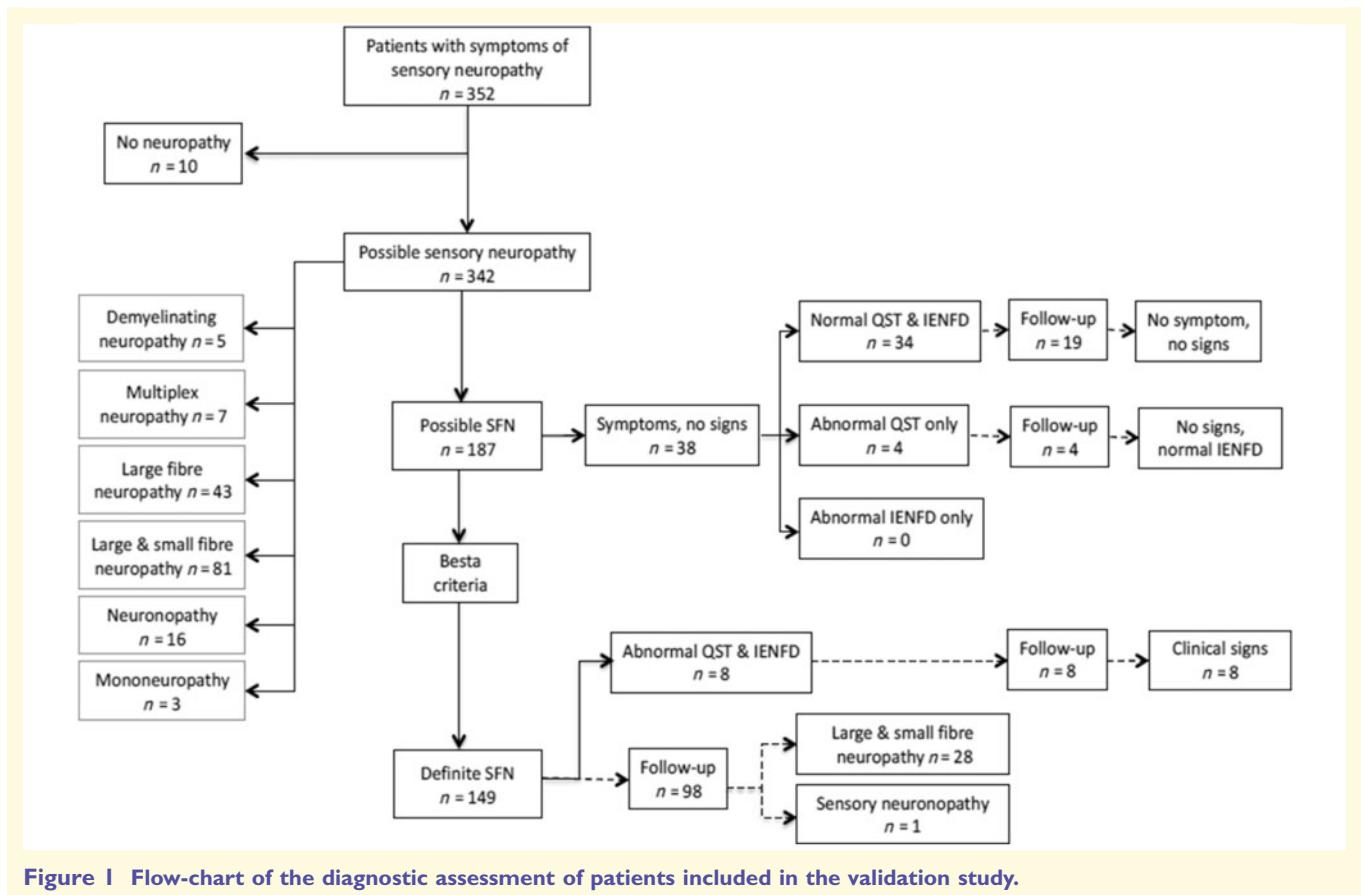 Patients with symptoms of
sensory neuropathy
n = 352
No neuropathy
n = 10
Possible sensory neuropathy
n = 342
Demyelinating
neuropathy n = 5
Multiplex
neuropathy n = 7
Large fibre
neuropathy n = 43
Large & small fibre
neuropathy n = 81
Neuronopathy
n = 16
Mononeuropathy
n = 3
Possible SFN
n = 187
Symptoms, no signs
n = 38
Normal QST & IENFD
n = 34
Follow-up
n = 19
No symptom,
no signs
Abnormal QST only
n = 4
Follow-up
n = 4
No signs,
normal IENFD
Abnormal IENFD only
n = 0
Besta
criteria
Definite SFN
n = 149
Abnormal QST & IENFD
n = 8
Follow-up
n = 8
Clinical signs
n = 8
Follow-up
n = 98
Large & small fibre
neuropathy n = 28
Sensory neuronopathy
n = 1
Figure 1 Flow-chart of the diagnostic assessment of patients included in the validation study.